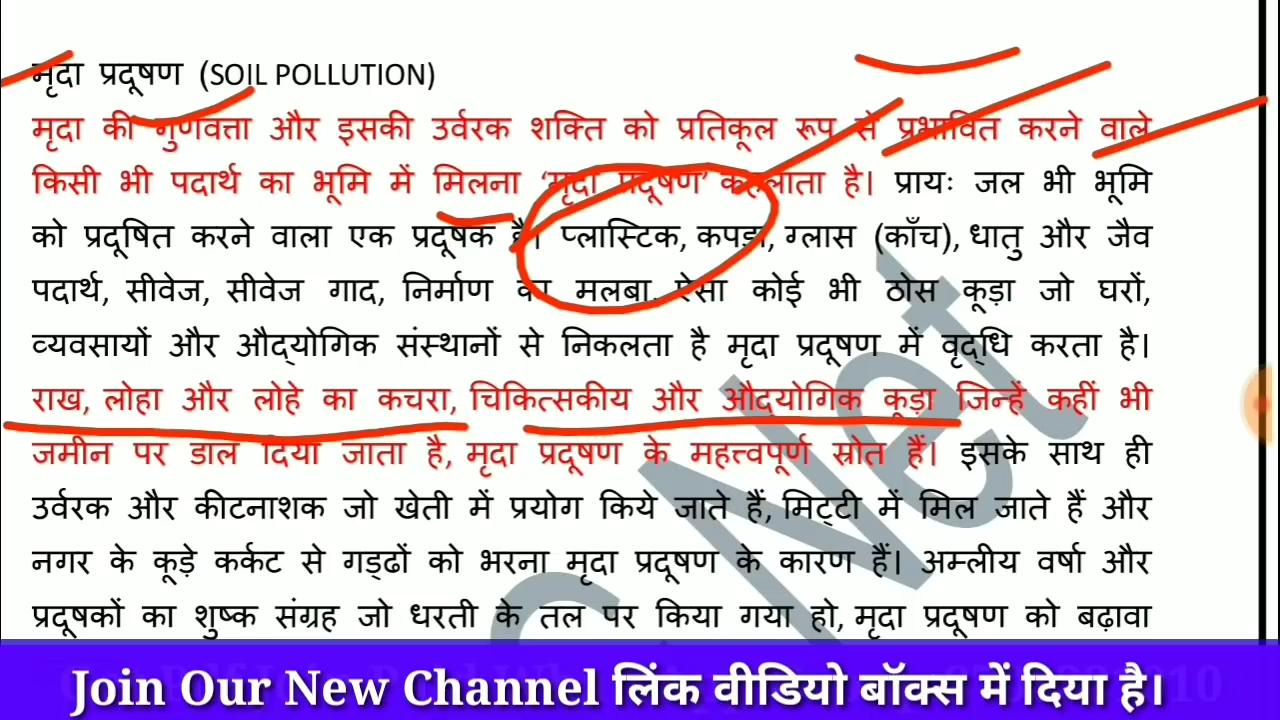 मृदा प्रदूषण (SOIL POLLUTION)
मृदा की गुणवत्ता और इसकी उर्वरक शक्ति को प्रतिकूल रूप से प्रभावित करने वाले
किसी भी पदार्थ का भूमि में मिलना ‘मृदा प्रदूषण’ कहलाता है। प्रायः जल भी भूमि
को प्रदूषित करने वाला एक प्रदूषक है। प्लास्टिक, कपड़ा, ग्लास (काँच), धातु और जैव
पदार्थ, सीवेज, सीवेज गाद, निर्माण का मलबा, ऐसा कोई भी ठोस कूड़ा जो घरों,
व्यवसायों और औद्योगिक संस्थानों से निकलता है मृदा प्रदूषण में वृद्धि करता है।
राख, लोहा और लोहे का कचरा, चिकित्सकीय और औद्योगिक कूड़ा जिन्हें कहीं भी
जमीन पर डाल दिया जाता है, मृदा प्रदूषण के महत्त्वपूर्ण स्रोत हैं। इसके साथ ही
उर्वरक और कीटनाशक जो खेती में प्रयोग किये जाते हैं, मिट्टी में मिल जाते हैं और
नगर के कूड़े कर्कट से गड्ढों को भरना मृदा प्रदूषण के कारण हैं। अम्लीय वर्षा और
प्रदूषकों का शुष्क संग्रह जो धरती के तल पर किया गया हो, मृदा प्रदूषण को बढ़ावा
Join Our New Channel लिंक वीडियो बॉक्स में दिया है।